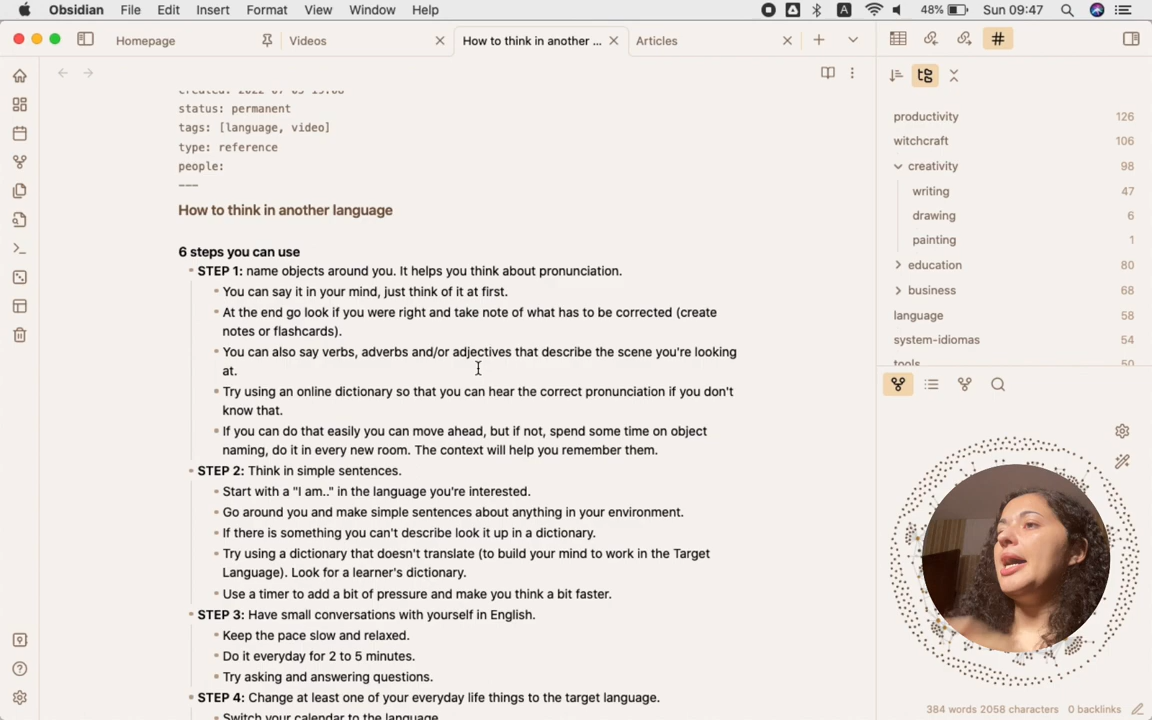 Obsidian File Edit Insert Format View Window Help A 48% Sun 09:47
Homepage Videos How to think in another ... Articles
created: 2022-07-05
status: permanent
tags: [language, video]
type: reference
people:
---
How to think in another language
6 steps you can use
STEP 1: name objects around you. It helps you think about pronunciation.
You can say it in your mind, just think of it at first.
At the end go look if you were right and take note of what has to be corrected (create
notes or flashcards).
You can also say verbs, adverbs and/or adjectives that describe the scene you're looking
at.
Try using an online dictionary so that you can hear the correct pronunciation if you don't
know that.
If you can do that easily you can move ahead, but if not, spend some time on object
naming, do it in every new room. The context will help you remember them.
STEP 2: Think in simple sentences.
Start with a "I am.." in the language you're interested.
Go around you and make simple sentences about anything in your environment.
If there is something you can't describe look it up in a dictionary.
Try using a dictionary that doesn't translate (to build your mind to work in the Target
Language). Look for a learner's dictionary.
Use a timer to add a bit of pressure and make you think a bit faster.
STEP 3: Have small conversations with yourself in English.
Keep the pace slow and relaxed.
Do it everyday for 2 to 5 minutes.
Try asking and answering questions.
STEP 4: Change at least one of your everyday life things to the target language.
Switch your calendar to the language
productivity 126
witchcraft 106
creativity 98
writing 47
drawing 6
painting 1
education 80
business 68
language 58
system-idiomas 54
tools 50
384 words 2058 characters 0 backlinks